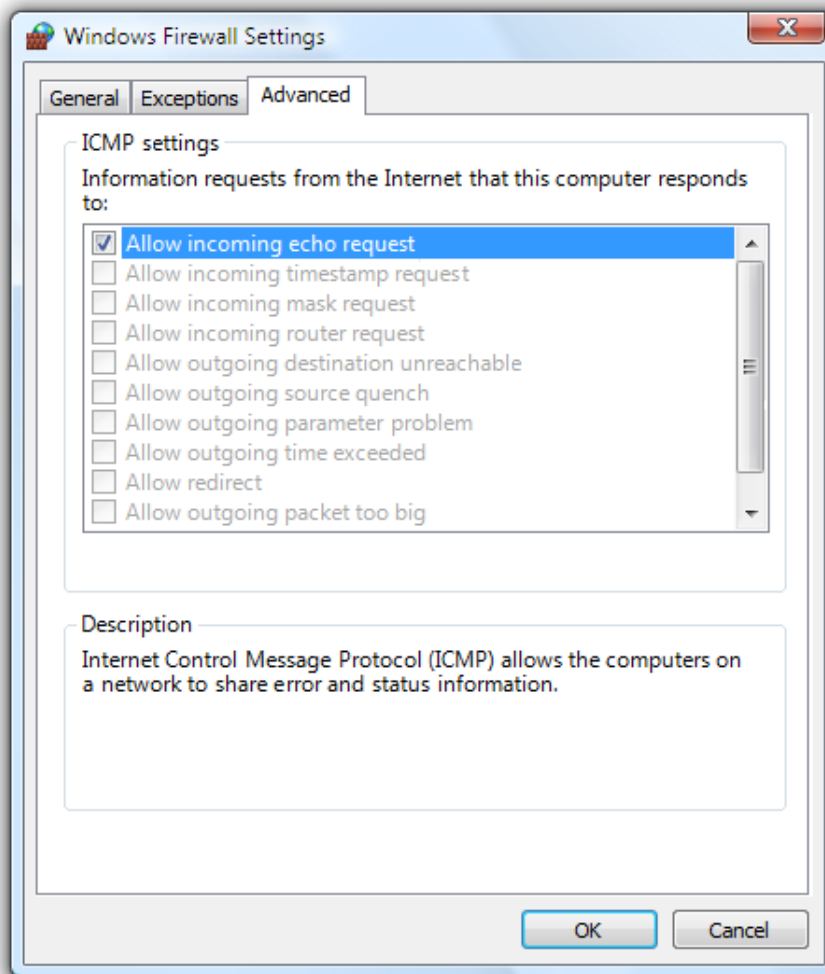 Windows Firewall Settings
General Exceptions Advanced
ICMP settings
Information requests from the Internet that this computer responds
to:
Allow incoming echo request
Allow incoming timestamp request
Allow incoming mask request
Allow incoming router request
Allow outgoing destination unreachable
Allow outgoing source quench
Allow outgoing parameter problem
Allow outgoing time exceeded
Allow redirect
Allow outgoing packet too big
Description
Internet Control Message Protocol (ICMP) allows the computers on
a network to share error and status information.
OK Cancel